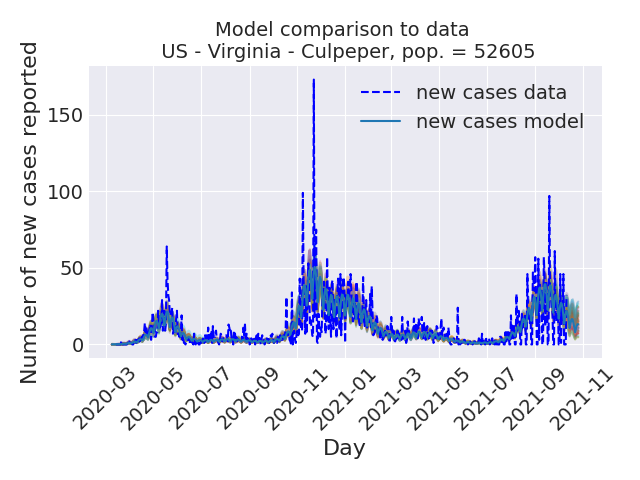 Model comparison to data
US - Virginia - Culpeper, pop. = 52605
Number of new cases reported
150
100
50
0
new cases data
new cases model
2020-03
2020-05
2020-07
2020-09
2020-11
2021-01
2021-03
2021-05
2021-07
2021-09
2021-11
Day